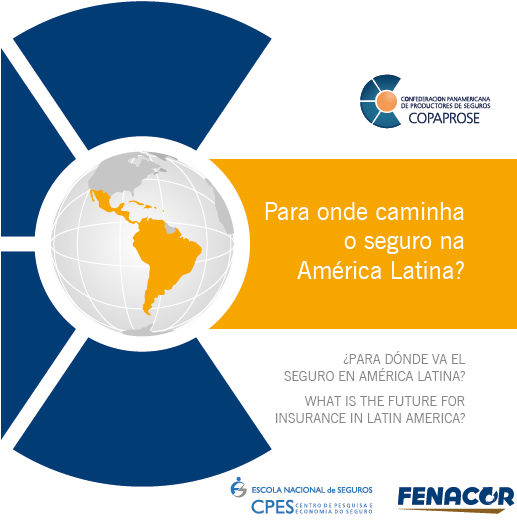 CONFEDERACION PANAMERICANA
DE PRODUCTORES DE SEGUROS
COPAPROSE
Para onde caminha
o seguro na
América Latina?
¿PARA DÓNDE VA EL
SEGURO EN AMÉRICA LATINA?
WHAT IS THE FUTURE FOR
INSURANCE IN LATIN AMERICA?
ESCOLA NACIONAL DE SEGUROS
CPES CENTRO DE PESQUISA E
ECONOMIA DO SEGURO
FENACOR